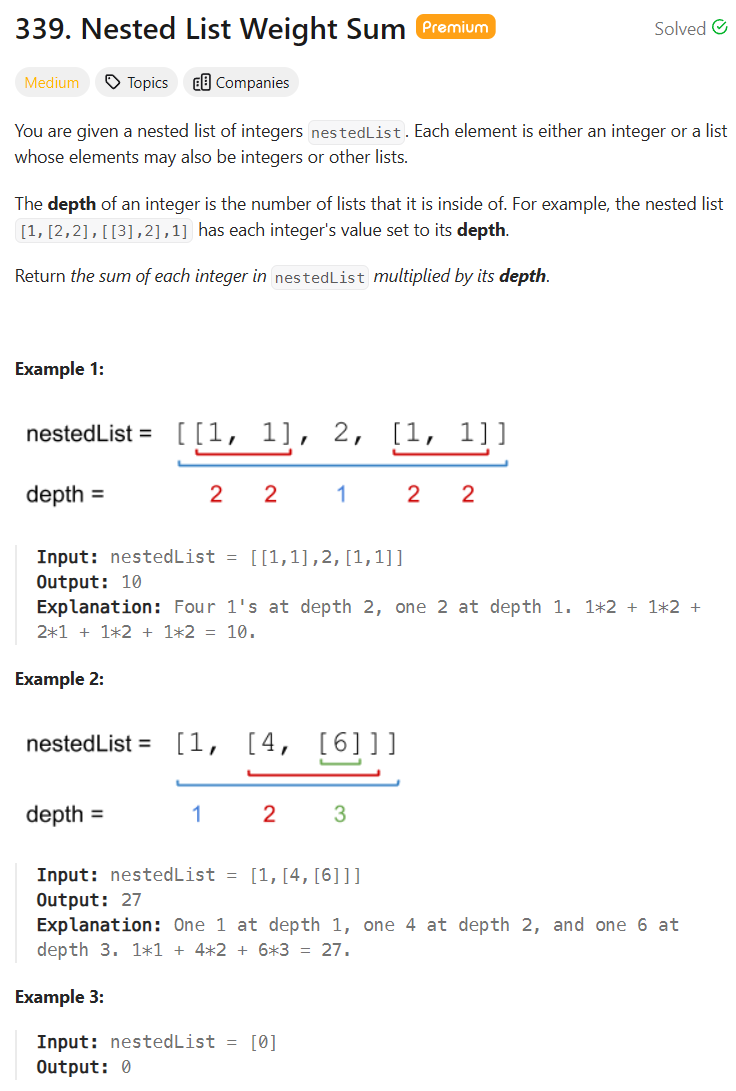 339. Nested List Weight Sum Premium Solved
Medium Topics Companies
You are given a nested list of integers nestedList. Each element is either an integer or a list
whose elements may also be integers or other lists.
The depth of an integer is the number of lists that it is inside of. For example, the nested list
[1,[2,2],[[3],2],1] has each integer's value set to its depth.
Return the sum of each integer in nestedList multiplied by its depth.
Example 1:
nestedList = [[1, 1], 2, [1, 1]]
depth = 2 2 1 2 2
Input: nestedList = [[1,1],2,[1,1]]
Output: 10
Explanation: Four 1's at depth 2, one 2 at depth 1. 1*2 + 1*2 +
2*1 + 1*2 + 1*2 = 10.
Example 2:
nestedList = [1, [4, [6]]]
depth = 1 2 3
Input: nestedList = [1,[4,[6]]]
Output: 27
Explanation: One 1 at depth 1, one 4 at depth 2, and one 6 at
depth 3. 1*1 + 4*2 + 6*3 = 27.
Example 3:
Input: nestedList = [0]
Output: 0